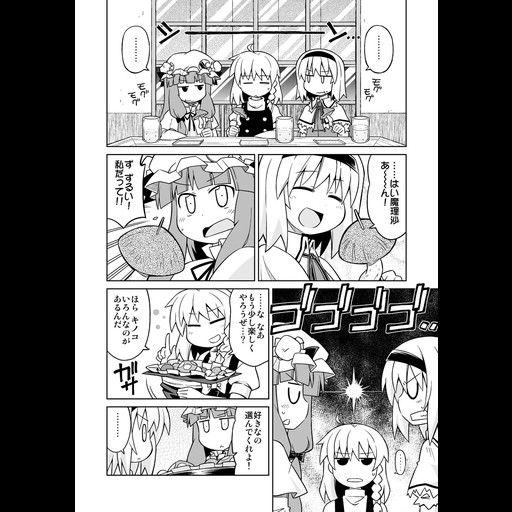 ………
シ…ン…
………
モグ
モグ
モグ
モグ
……はい魔理沙
あ～～ん！
す ずるい！
私だって!!
ゴゴゴゴゴ…
………
……な なあ
もう少し楽しく
やろうぜ…？
ほら キノコ
いろんなのが
あるんだ
ガサ
好きなの
選んでくれよ！
………